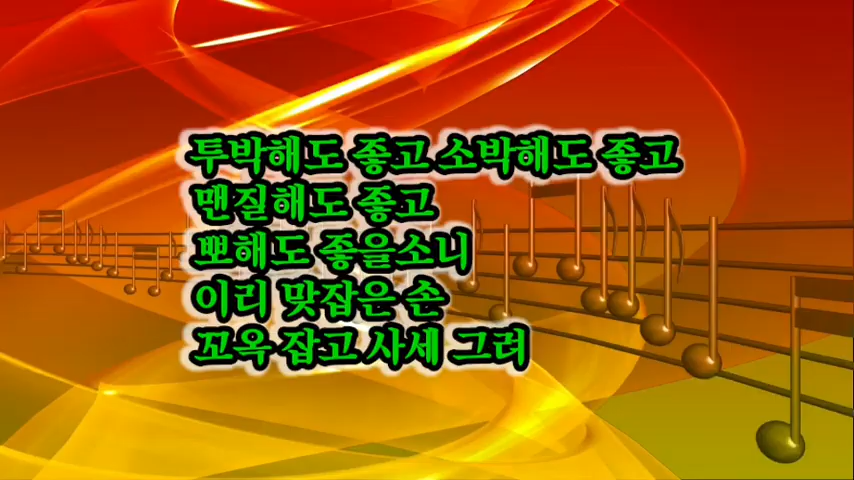 투박해도 좋고 소박해도 좋고
맨질해도 좋고
뽀해도 좋을소니
이리 맞잡은 손
꼬옥 잡고 사세 그려